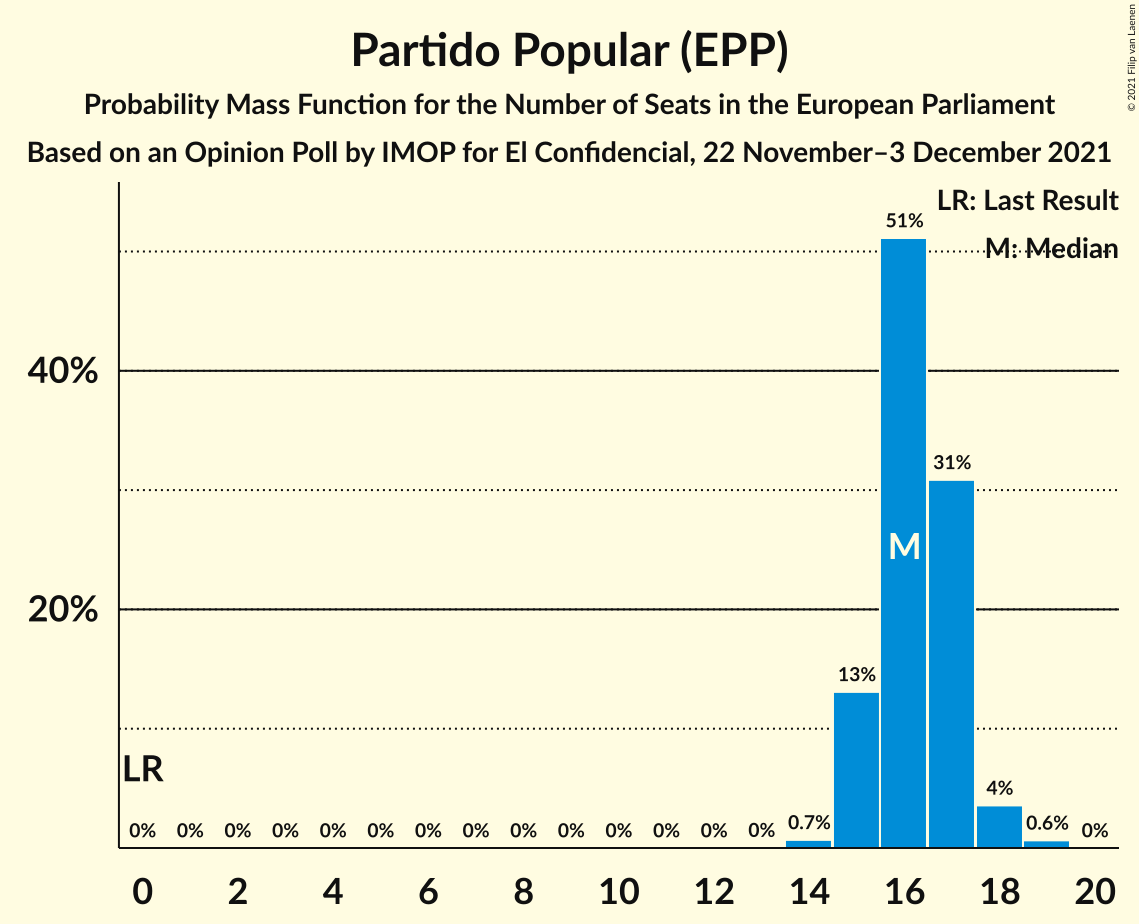 Partido Popular (EPP)
Probability Mass Function for the Number of Seats in the European Parliament
Based on an Opinion Poll by IMOP for El Confidencial, 22 November–3 December 2021
© 2021 Filip van Laenen
LR: Last Result
M: Median
40%
20%
LR
M
0% 0% 0% 0% 0% 0% 0% 0% 0% 0% 0% 0% 0% 0% 0.7% 13% 51% 31% 4% 0.6% 0%
0 2 4 6 8 10 12 14 16 18 20